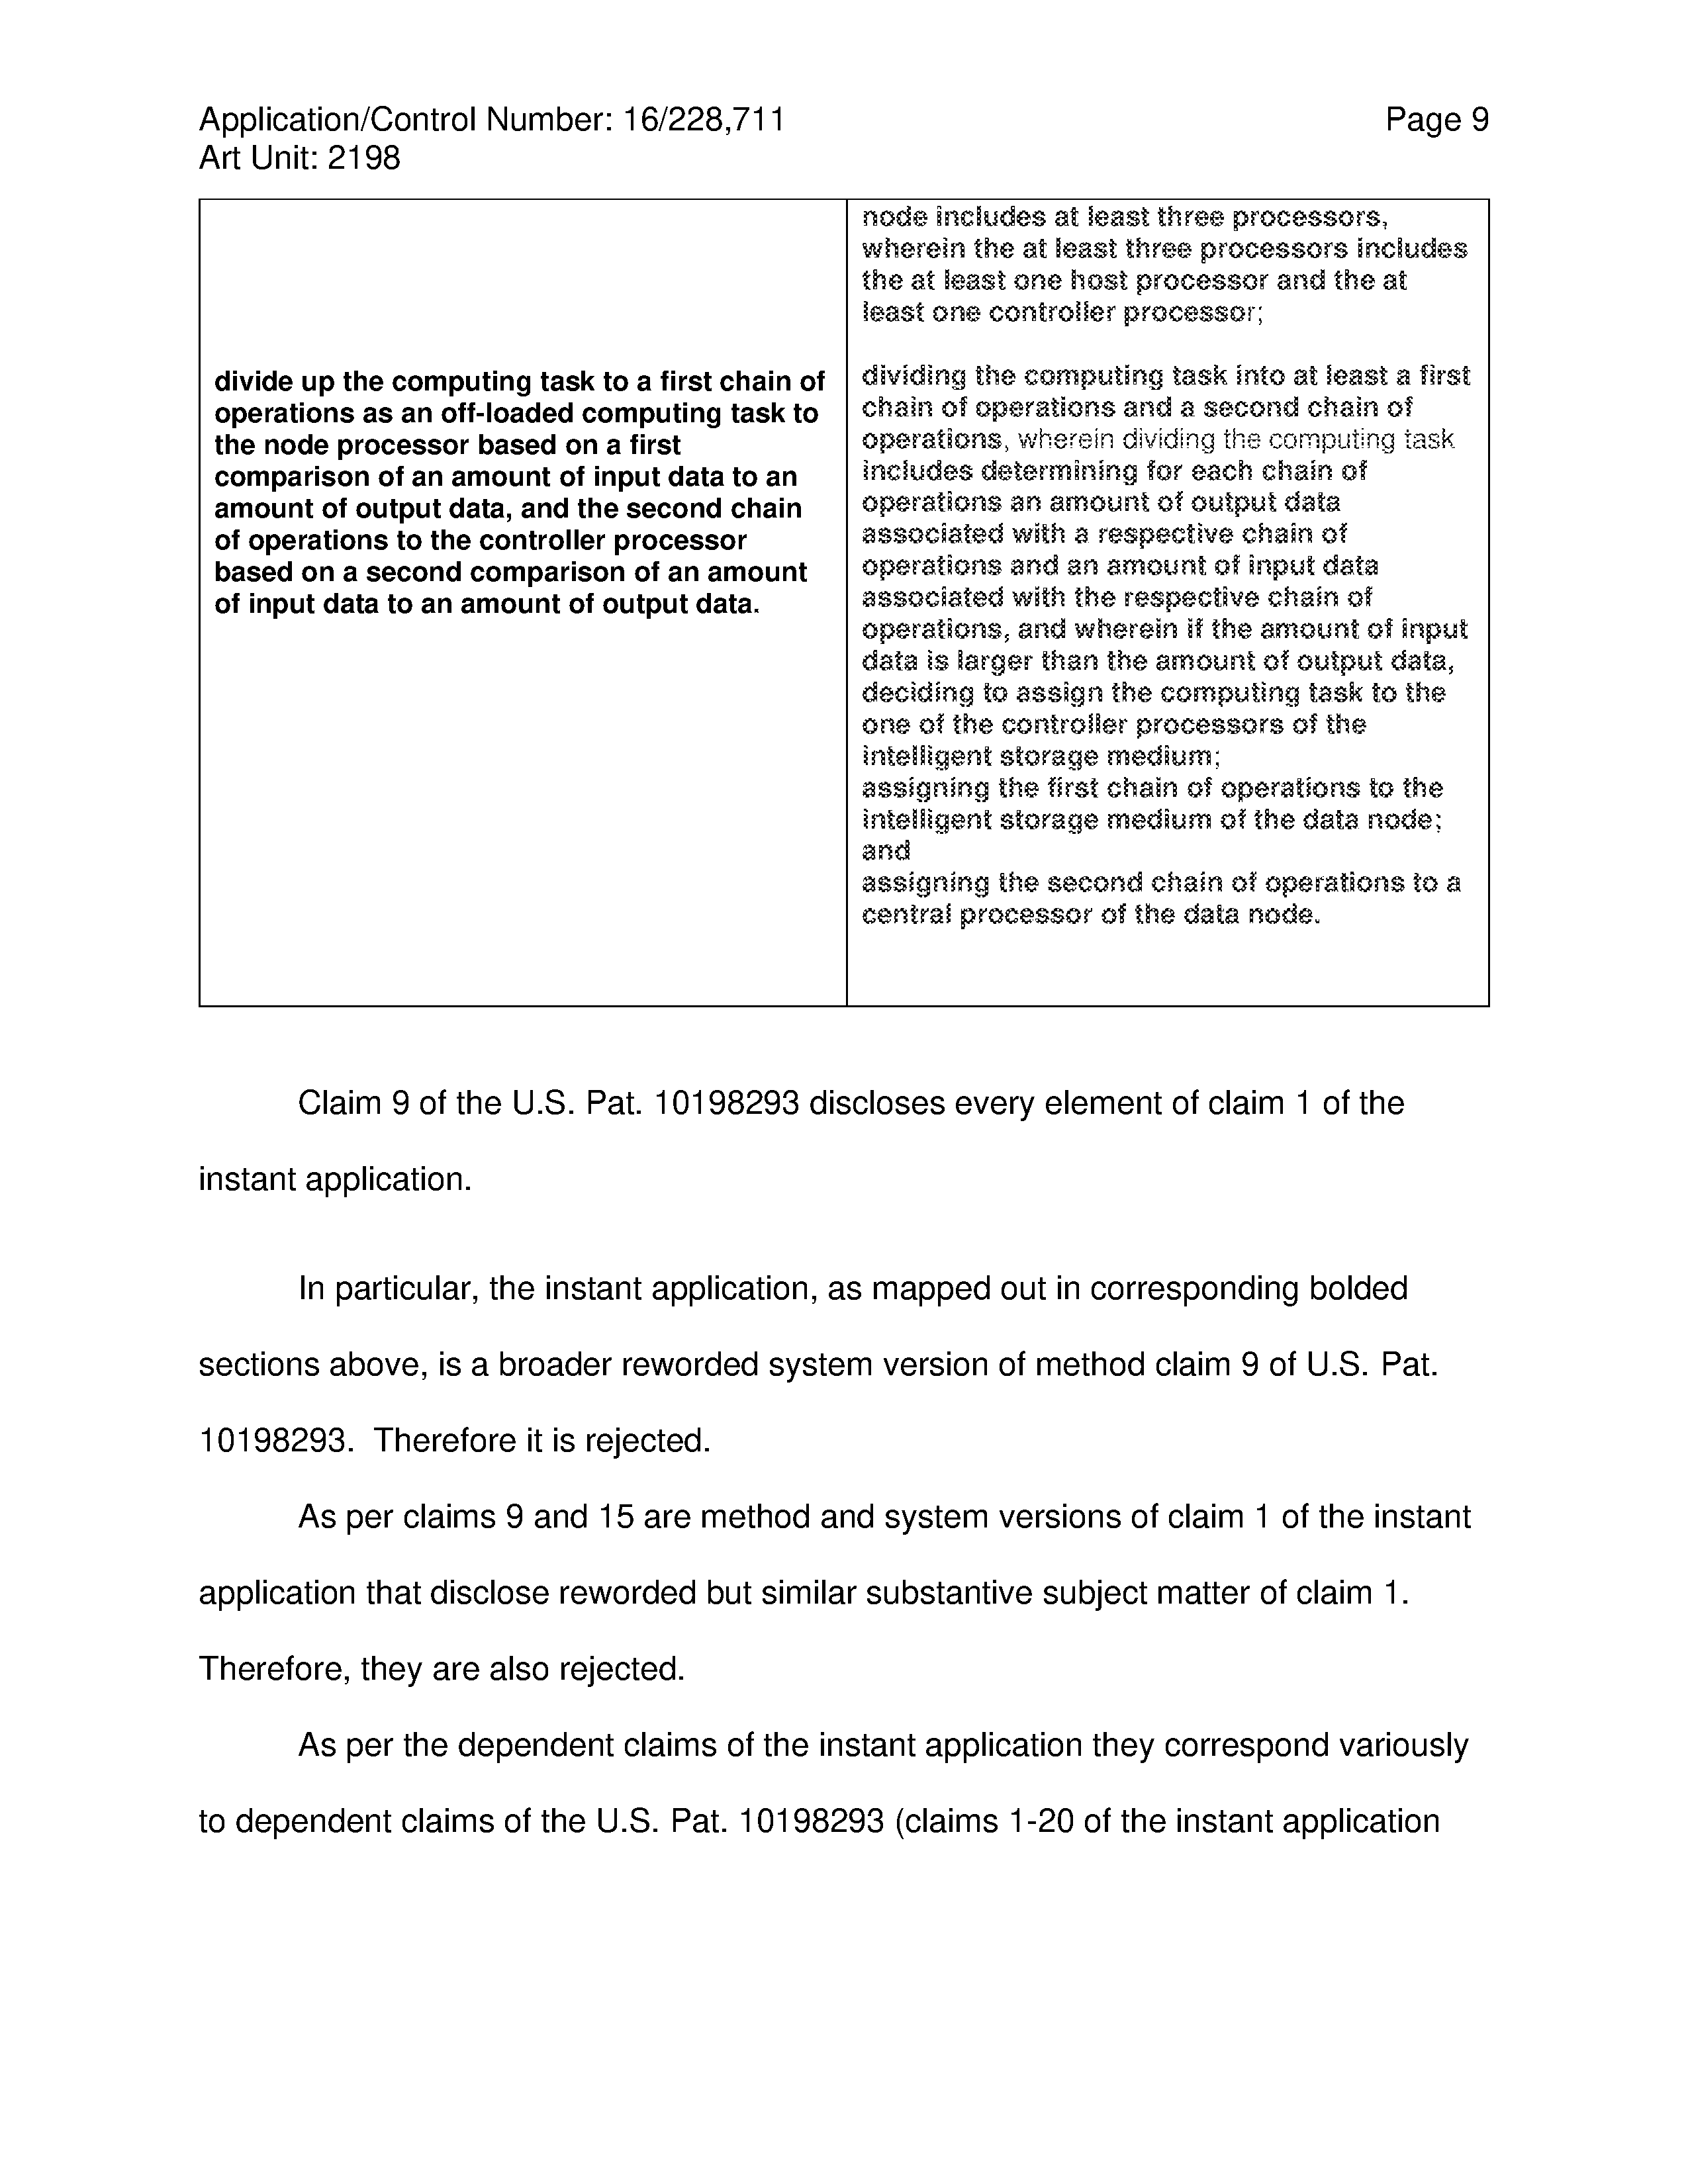 Application/Control Number: 16/228,711
Page 9
Art Unit: 2198
divide up the computing task to a first chain of
operations as an off-loaded computing task to
the node processor based on a first
comparison of an amount of input data to an
amount of output data, and the second chain
of operations to the controller processor
based on a second comparison of an amount
of input data to an amount of output data.
node includes at least three processors,
wherein the at least three processors includes
the at least one host processor and the at
least one controller processor;
dividing the computing task into at least a first
chain of operations and a second chain of
operations, wherein dividing the computing task
includes determining for each chain of
operations an amount of output data
associated with a respective chain of
operations and an amount of input data
associated with the respective chain of
operations, and wherein if the amount of input
data is larger than the amount of output data,
deciding to assign the computing task to the
one of the controller processors of the
intelligent storage medium;
assigning the first chain of operations to the
intelligent storage medium of the data node;
and
assigning the second chain of operations to a
central processor of the data node.
Claim 9 of the U.S. Pat. 10198293 discloses every element of claim 1 of the
instant application.
In particular, the instant application, as mapped out in corresponding bolded
sections above, is a broader reworded system version of method claim 9 of U.S. Pat.
10198293.  Therefore it is rejected.
As per claims 9 and 15 are method and system versions of claim 1 of the instant
application that disclose reworded but similar substantive subject matter of claim 1.
Therefore, they are also rejected.
As per the dependent claims of the instant application they correspond variously
to dependent claims of the U.S. Pat. 10198293 (claims 1-20 of the instant application